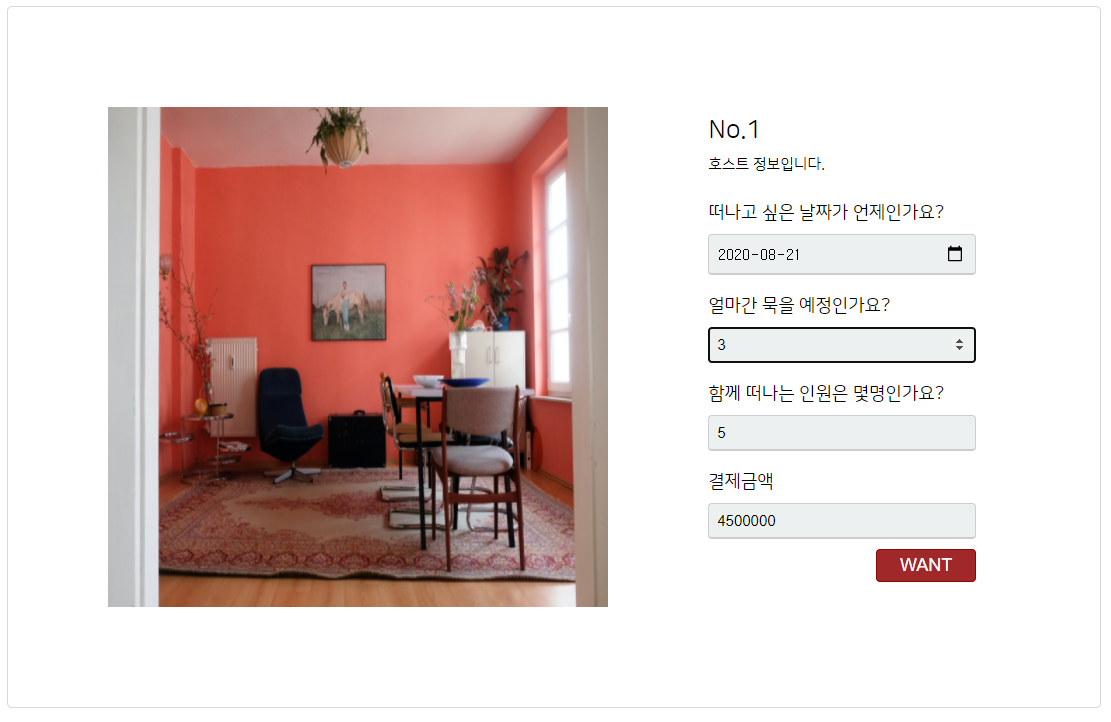 No.1
호스트 정보입니다.
떠나고 싶은 날짜가 언제인가요?
2020-08-21
얼마간 묵을 예정인가요?
3
함께 떠나는 인원은 몇명인가요?
5
결제금액
4500000
WANT